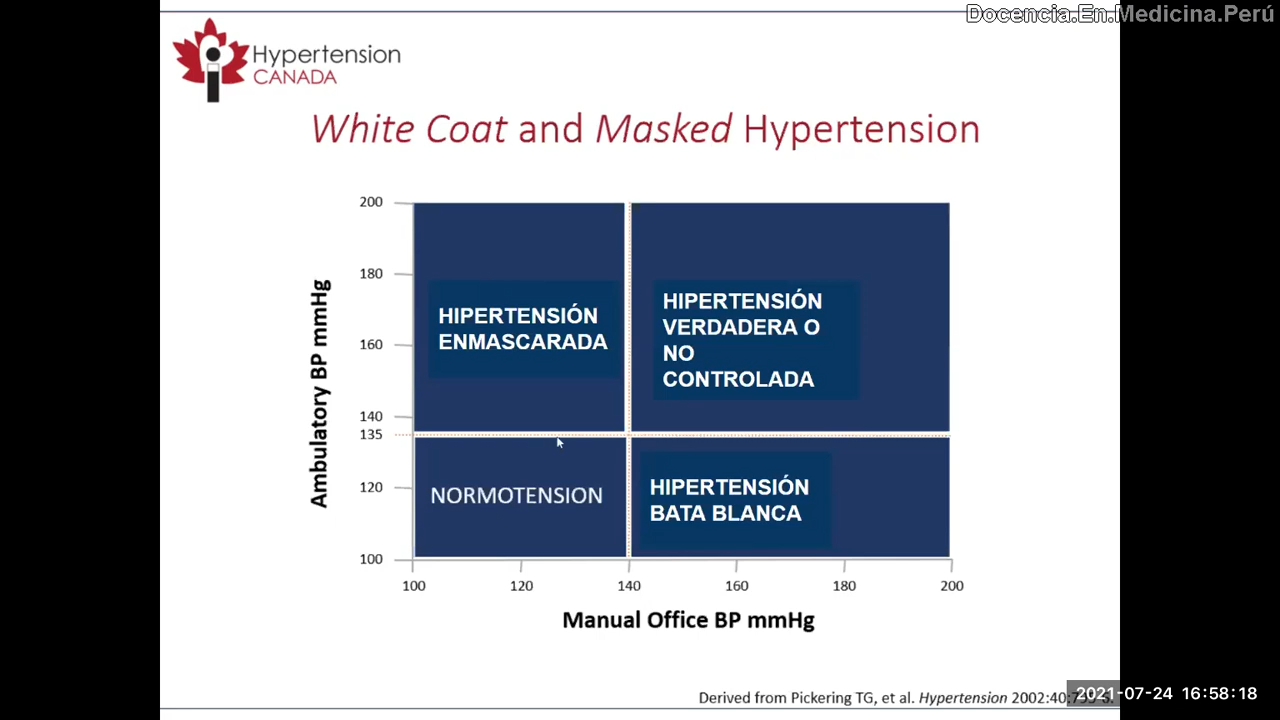 Docencia.En.Medicina.Perú
Hypertension
CANADA
White Coat and Masked Hypertension
200
180
160
140
135
120
100
Ambulatory BP mmHg
HIPERTENSIÓN
ENMASCARADA
HIPERTENSIÓN
VERDADERA O
NO
CONTROLADA
NORMOTENSION
HIPERTENSIÓN
BATA BLANCA
100 120 140 160 180 200
Manual Office BP mmHg
Derived from Pickering TG, et al. Hypertension 2002:40:
2021-07-24 16:58:18